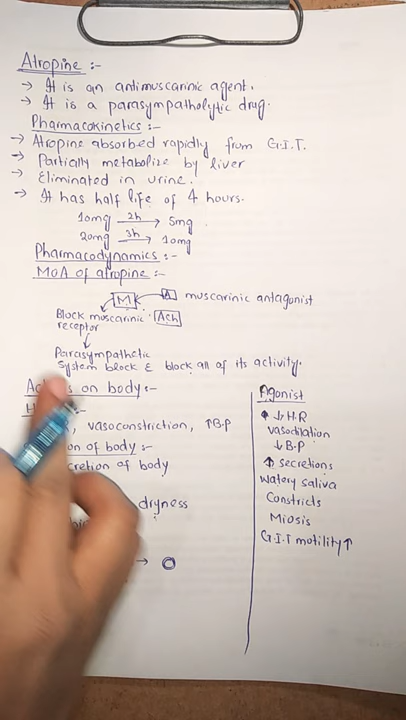 Atropine :-
→ It is an antimuscarinic agent.
→ It is a parasympatholytic drug.
Pharmacokinetics :-
→ Atropine absorbed rapidly from G.I.T.
→ Partially metabolize by liver
→ Eliminated in urine.
→ It has half life of 4 hours.
10mg 2h→ 5mg
20mg 3h→ 10mg
Pharmacodynamics :-
MOA of atropine :-
M A muscarinic antagonist
Block muscarinic Ach
receptor
Parasympathetic
System block & block all of its activity.
on body :-
, vasoconstriction, ↑B.P
of body :-
of body
dryness
→
Agonist
↓ H.R
vasodilation
↓ B.P
↑ secretions
watory saliva
Constricts
Miosis
G.I.T motility ↑